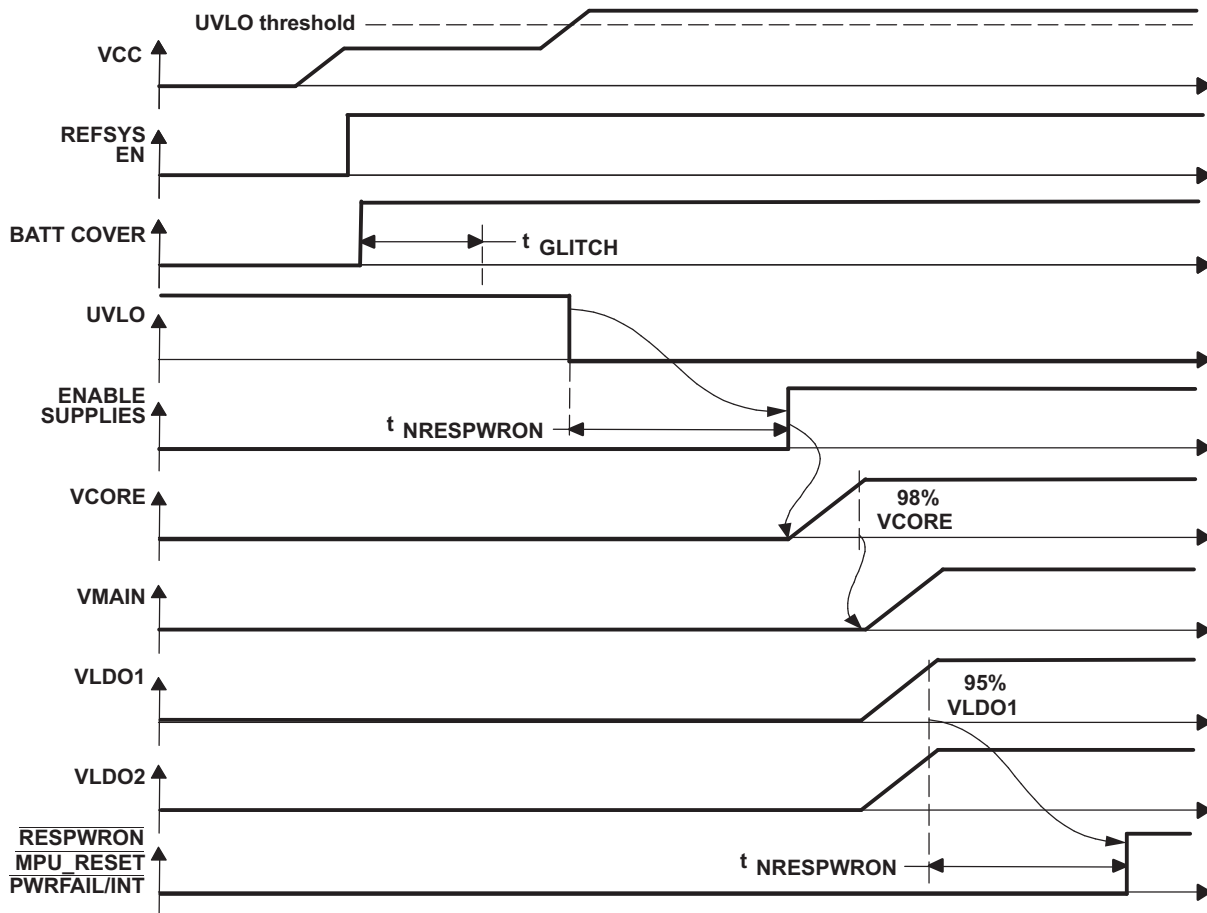 UVLO threshold
VCC
REFSYS
EN
BATT COVER
t GLITCH
UVLO
ENABLE
SUPPLIES
t NRESPWRON
VCORE
98%
VCORE
VMAIN
VLDO1
95%
VLDO1
VLDO2
RESPWRON
MPU_RESET
PWRFAIL/INT
t NRESPWRON